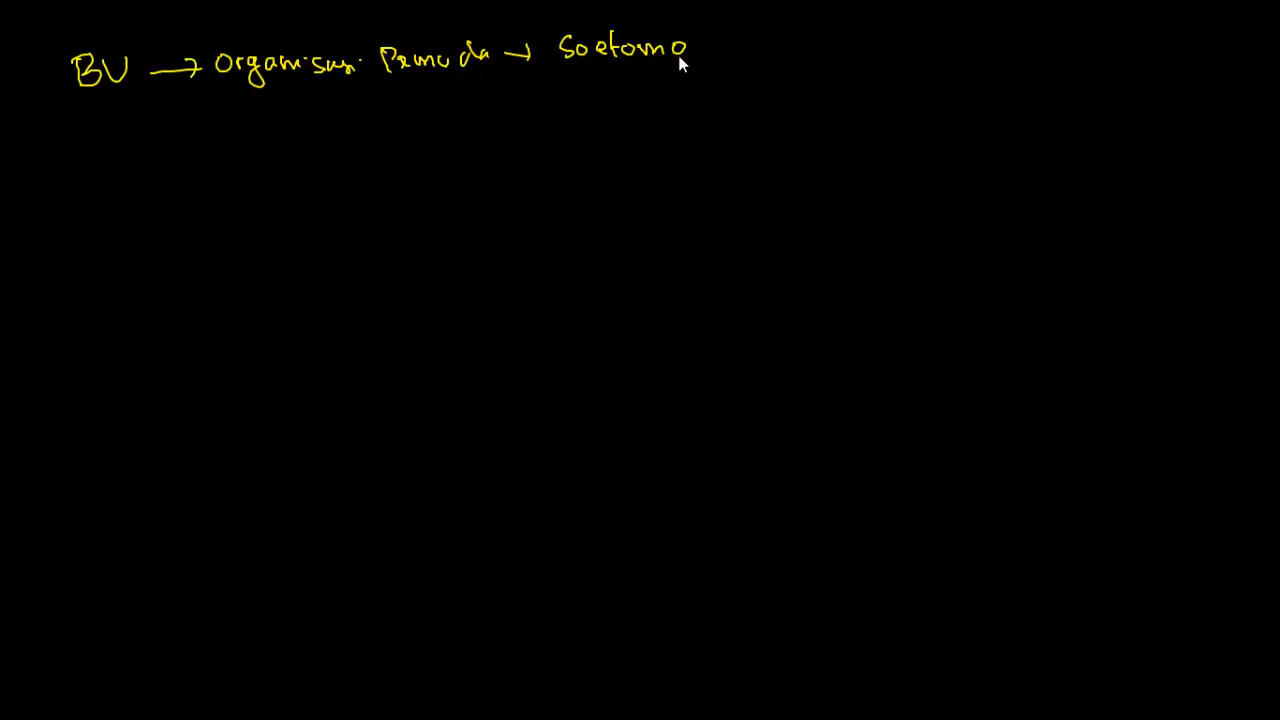 BU → Organisasi Pemuda → Soetomo